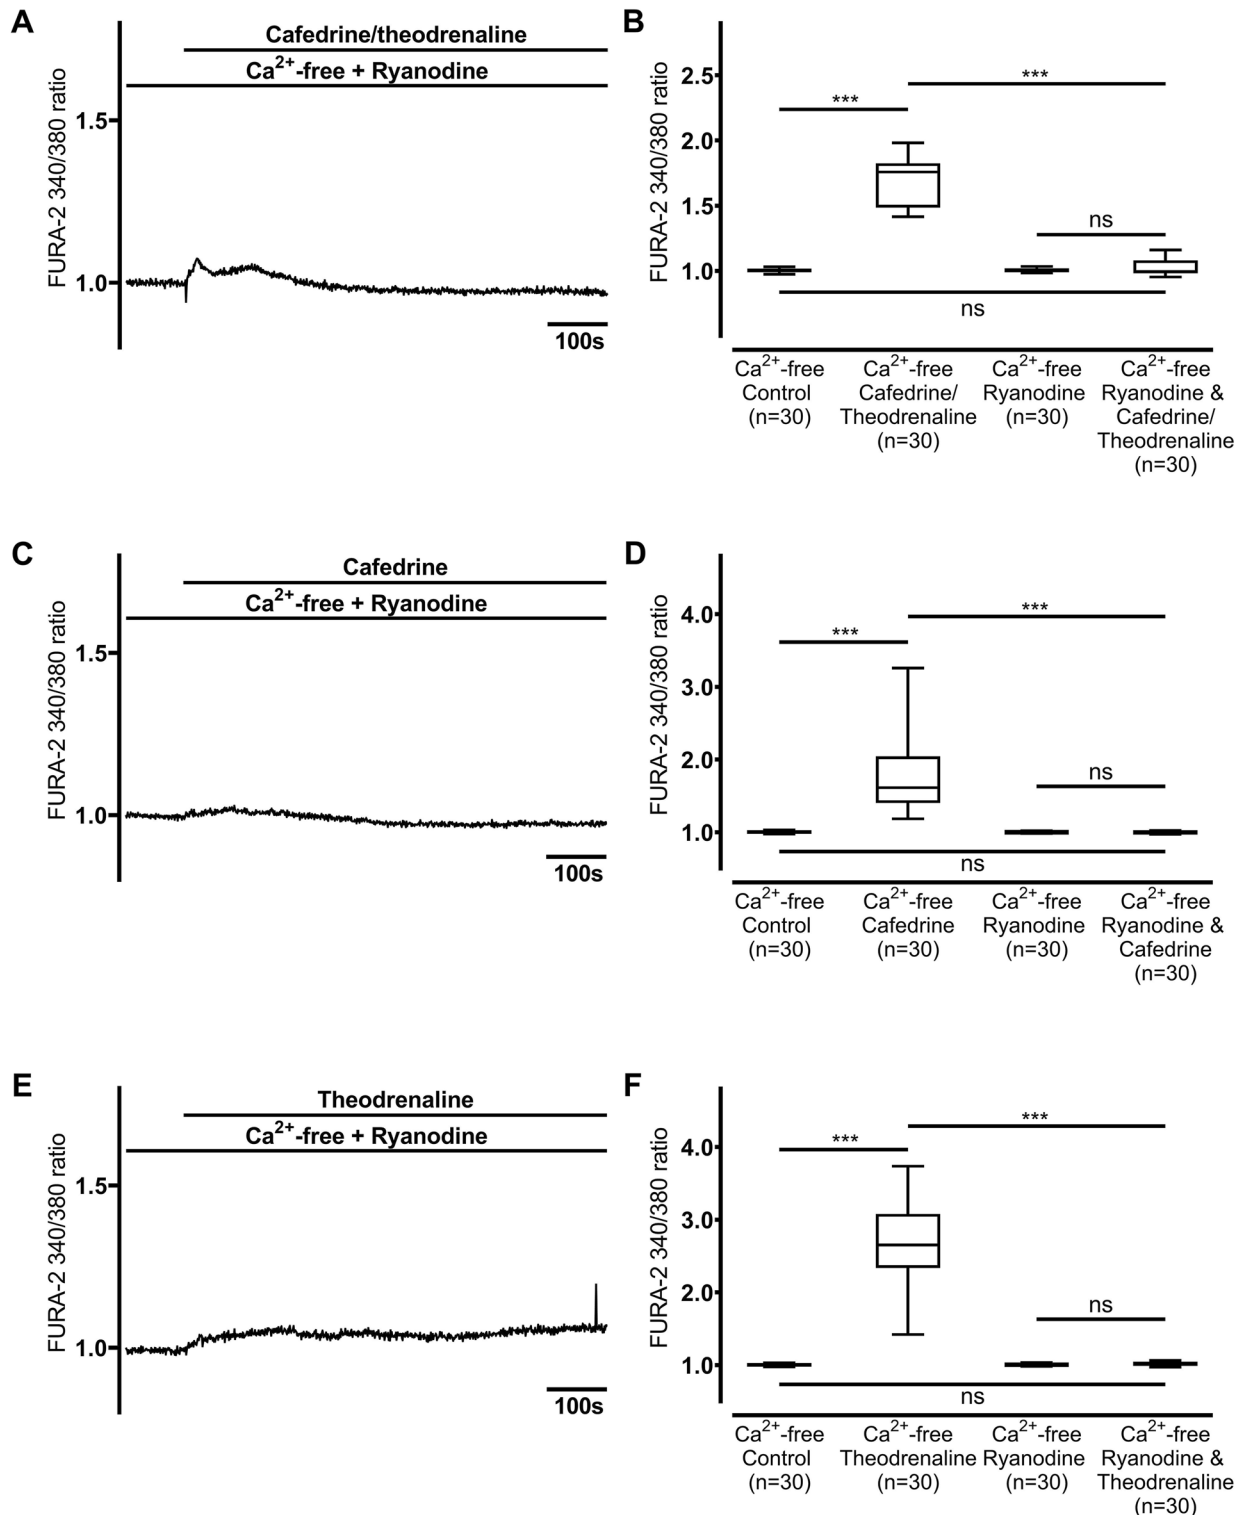 A
Cafedrine/theodrenaline
Ca2+-free + Ryanodine
FURA-2 340/380 ratio
1.5
1.0
100s
B
FURA-2 340/380 ratio
2.5
2.0
1.5
1.0
***
***
ns
ns
Ca2+-free Control (n=30)
Ca2+-free Cafedrine/ Theodrenaline (n=30)
Ca2+-free Ryanodine (n=30)
Ca2+-free Ryanodine & Cafedrine/ Theodrenaline (n=30)
C
Cafedrine
Ca2+-free + Ryanodine
FURA-2 340/380 ratio
1.5
1.0
100s
D
FURA-2 340/380 ratio
4.0
3.0
2.0
1.0
***
***
ns
ns
Ca2+-free Control (n=30)
Ca2+-free Cafedrine (n=30)
Ca2+-free Ryanodine (n=30)
Ca2+-free Ryanodine & Cafedrine (n=30)
E
Theodrenaline
Ca2+-free + Ryanodine
FURA-2 340/380 ratio
1.5
1.0
100s
F
FURA-2 340/380 ratio
4.0
3.0
2.0
1.0
***
***
ns
ns
Ca2+-free Control (n=30)
Ca2+-free Theodrenaline (n=30)
Ca2+-free Ryanodine (n=30)
Ca2+-free Ryanodine & Theodrenaline (n=30)